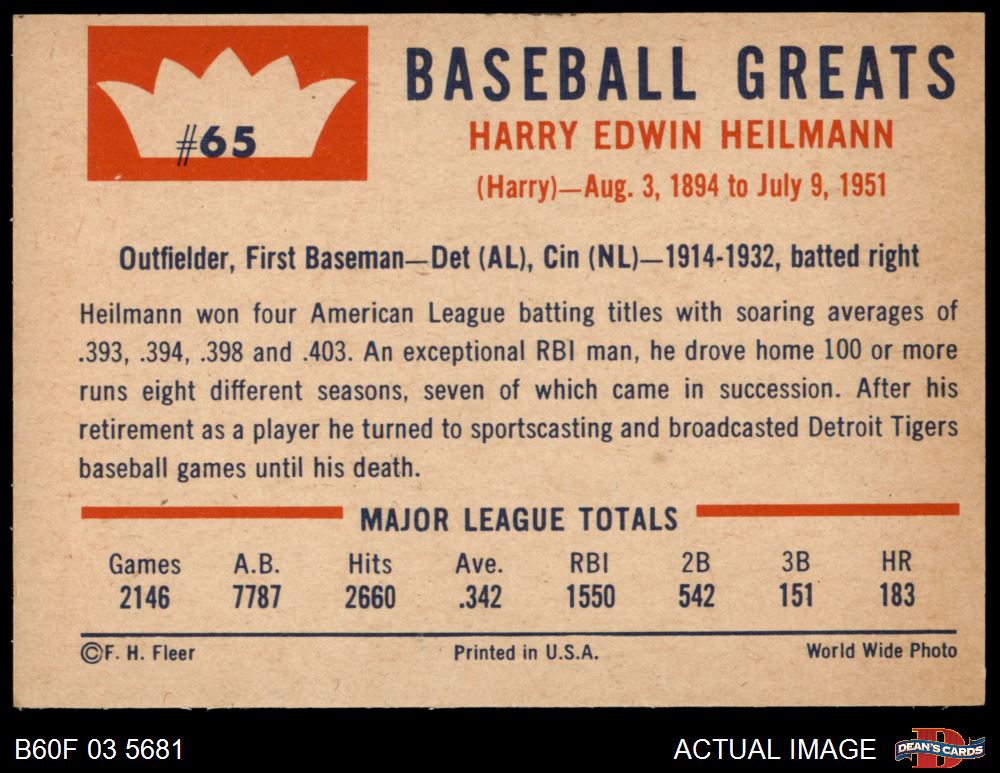 #65
BASEBALL GREATS
HARRY EDWIN HEILMANN
(Harry)—Aug. 3, 1894 to July 9, 1951
Outfielder, First Baseman—Det (AL), Cin (NL)—1914-1932, batted right
Heilmann won four American League batting titles with soaring averages of
.393, .394, .398 and .403. An exceptional RBI man, he drove home 100 or more
runs eight different seasons, seven of which came in succession. After his
retirement as a player he turned to sportscasting and broadcasted Detroit Tigers
baseball games until his death.
MAJOR LEAGUE TOTALS
Games A.B. Hits Ave. RBI 2B 3B HR
2146 7787 2660 .342 1550 542 151 183
©F. H. Fleer Printed in U.S.A. World Wide Photo
B60F 03 5681 ACTUAL IMAGE DEAN'S CARDS